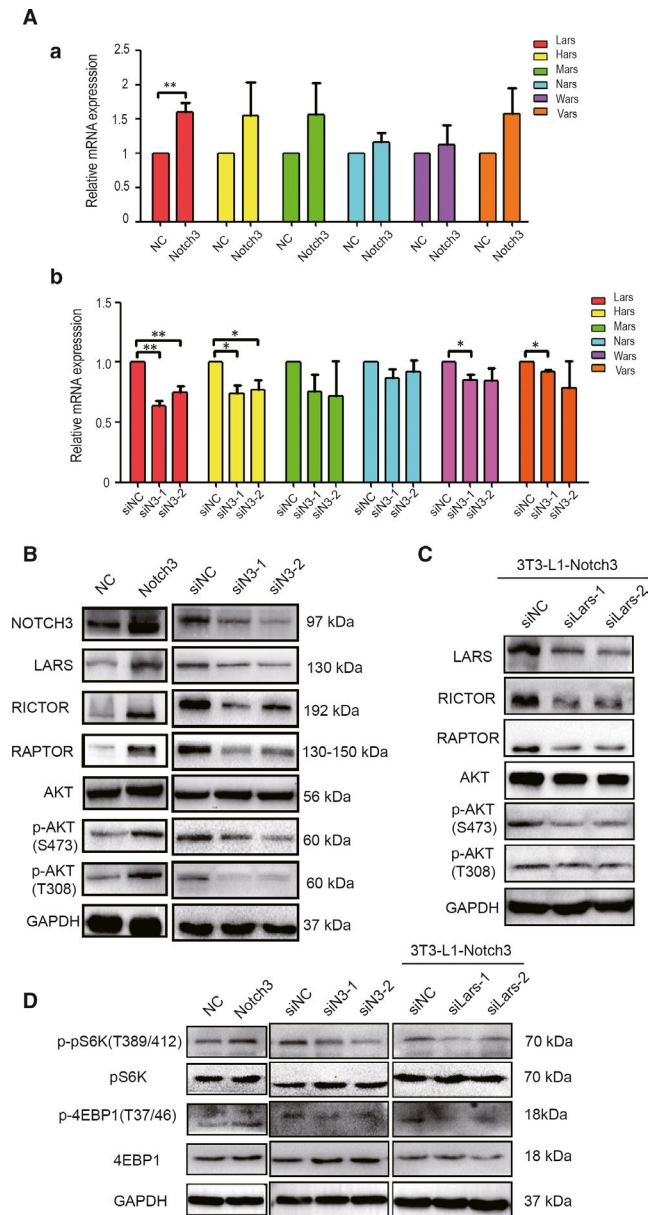 A
a
Relative mRNA expresssion
2.5
2
1.5
1
0.5
0
**
Lars
Hars
Mars
Nars
Wars
Vars
NC Notch3 NC Notch3 NC Notch3 NC Notch3 NC Notch3 NC Notch3
b
Relative mRNA expresssion
1.5
1.0
0.5
0
** * 
** * * *
Lars
Hars
Mars
Nars
Wars
Vars
siNC siN3-1 siN3-2 siNC siN3-1 siN3-2 siNC siN3-1 siN3-2 siNC siN3-1 siN3-2 siNC siN3-1 siN3-2 siNC siN3-1 siN3-2
B
NC Notch3 siNC siN3-1 siN3-2
NOTCH3 97 kDa
LARS 130 kDa
RICTOR 192 kDa
RAPTOR 130-150 kDa
AKT 56 kDa
p-AKT
(S473) 60 kDa
p-AKT
(T308) 60 kDa
GAPDH 37 kDa
C
3T3-L1-Notch3
siNC siLars-1 siLars-2
LARS
RICTOR
RAPTOR
AKT
p-AKT
(S473)
p-AKT
(T308)
GAPDH
D
3T3-L1-Notch3
NC Notch3 siNC siN3-1 siN3-2 siNC siLars-1 siLars-2
p-pS6K(T389/412) 70 kDa
pS6K 70 kDa
p-4EBP1(T37/46) 18kDa
4EBP1 18 kDa
GAPDH 37 kDa